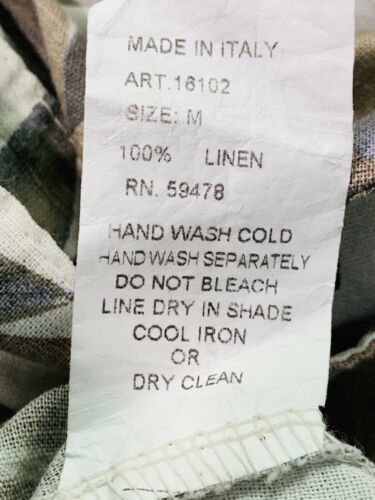 MADE IN ITALY
ART.16102
SIZE: M
100% LINEN
RN. 59478
HAND WASH COLD
HAND WASH SEPARATELY
DO NOT BLEACH
LINE DRY IN SHADE
COOL IRON
OR
DRY CLEAN